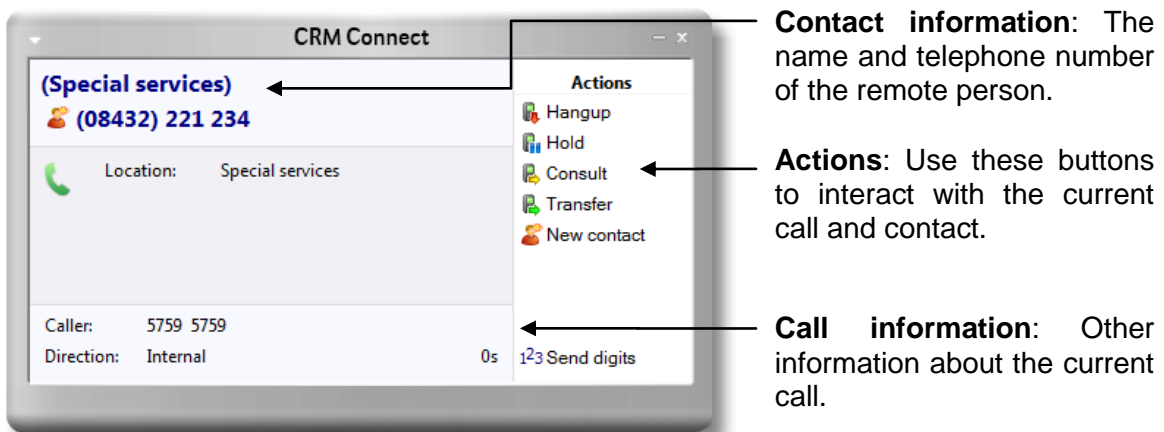 CRM Connect
(Special services)
(08432) 221 234
Location: Special services
Caller: 5759 5759
Direction: Internal 0s
Actions
Hangup
Hold
Consult
Transfer
New contact
123 Send digits
Contact information: The
name and telephone number
of the remote person.
Actions: Use these buttons
to interact with the current
call and contact.
Call information: Other
information about the current
call.